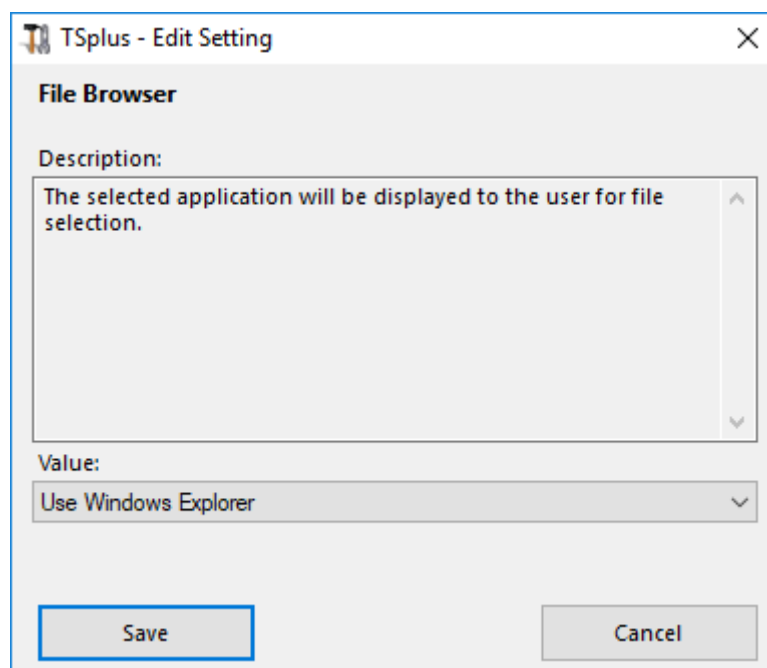 TSplus - Edit Setting
File Browser
Description:
The selected application will be displayed to the user for file
selection.
Value:
Use Windows Explorer
Save
Cancel